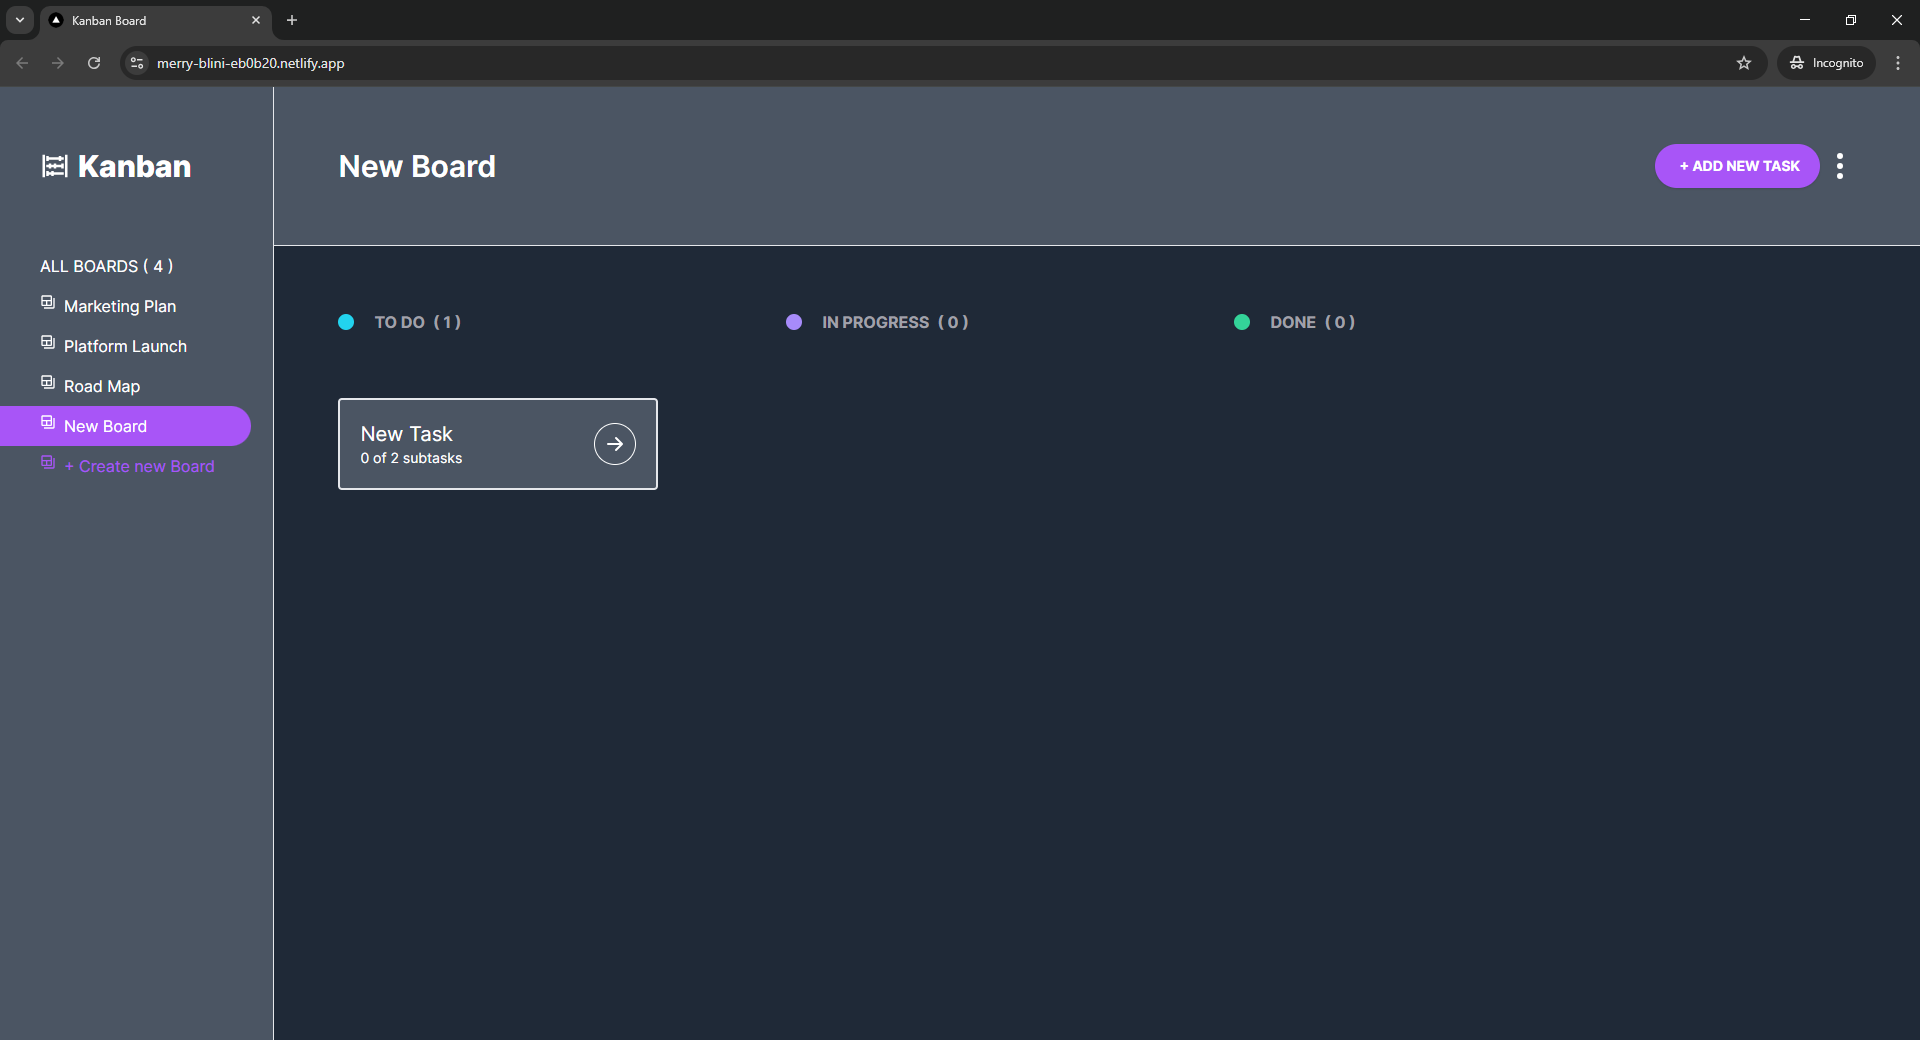 Kanban Board
merry-blini-eb0b20.netlify.app
Incognito
Kanban
New Board
+ ADD NEW TASK
ALL BOARDS ( 4 )
Marketing Plan
Platform Launch
Road Map
New Board
+ Create new Board
TO DO ( 1 )
IN PROGRESS ( 0 )
DONE ( 0 )
New Task
0 of 2 subtasks